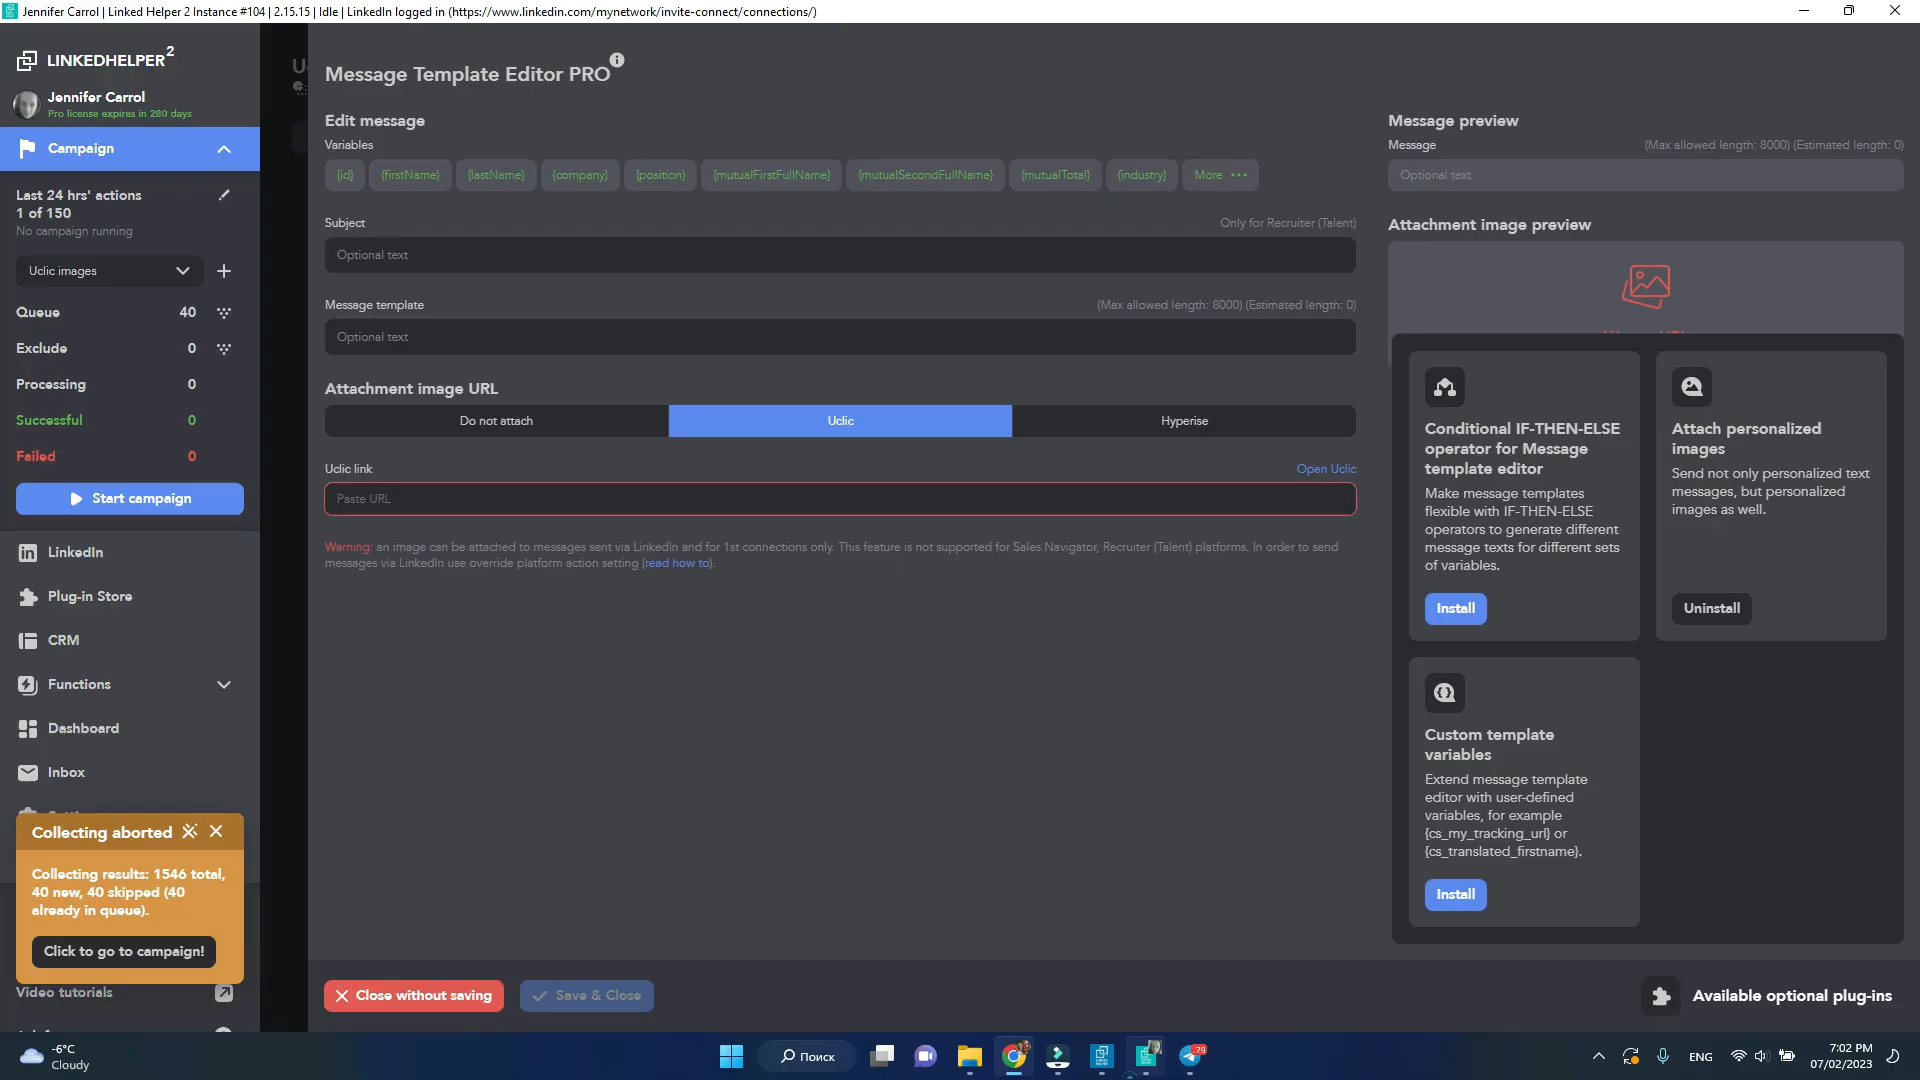 Jennifer Carrol | Linked Helper 2 Instance #104 | 2.15.15 | Idle | LinkedIn logged in (https://www.linkedin.com/mynetwork/invite-connect/connections/)
LINKEDHELPER 2
Jennifer Carrol
Pro license expires in 280 days
Campaign
Last 24 hrs' actions
1 of 150
No campaign running
Uclic images
Queue 40
Exclude 0
Processing 0
Successful 0
Failed 0
Start campaign
LinkedIn
Plug-in Store
CRM
Functions
Dashboard
Inbox
Collecting aborted
Collecting results: 1546 total,
40 new, 40 skipped (40
already in queue).
Click to go to campaign!
Video tutorials
Message Template Editor PRO
Edit message
Variables
{id} {firstName} {lastName} {company} {position} {mutualFirstFullName} {mutualSecondFullName} {mutualTotal} {industry} More •••
Subject Only for Recruiter (Talent)
Optional text
Message template (Max allowed length: 8000) (Estimated length: 0)
Optional text
Attachment image URL
Do not attach Uclic Hyperise
Uclic link Open Uclic
Paste URL
Warning: an image can be attached to messages sent via LinkedIn and for 1st connections only. This feature is not supported for Sales Navigator, Recruiter (Talent) platforms. In order to send
messages via LinkedIn use override platform action setting (read how to).
Message preview
Message (Max allowed length: 8000) (Estimated length: 0)
Optional text
Attachment image preview
Conditional IF-THEN-ELSE
operator for Message
template editor
Make message templates
flexible with IF-THEN-ELSE
operators to generate different
message texts for different sets
of variables.
Install
Attach personalized
images
Send not only personalized text
messages, but personalized
images as well.
Uninstall
Custom template
variables
Extend message template
editor with user-defined
variables, for example
{cs_my_tracking_url} or
{cs_translated_firstname}.
Install
Close without saving
Save & Close
Available optional plug-ins
-6°C
Cloudy
Поиск
79
ENG
7:02 PM
07/02/2023